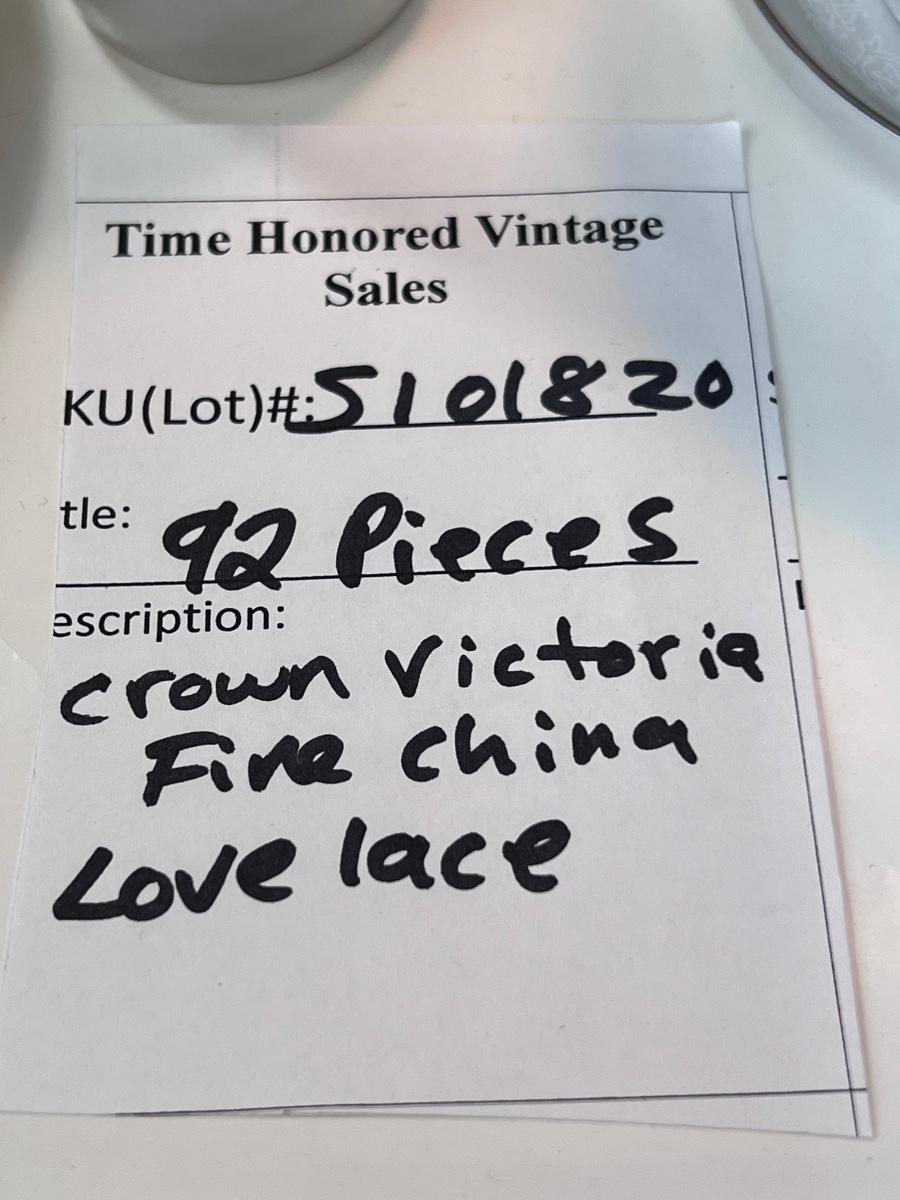 Time Honored Vintage
Sales
KU(Lot)#: 5101820
tle: 92 Pieces
escription:
crown Victoria
Fine china
Love lace